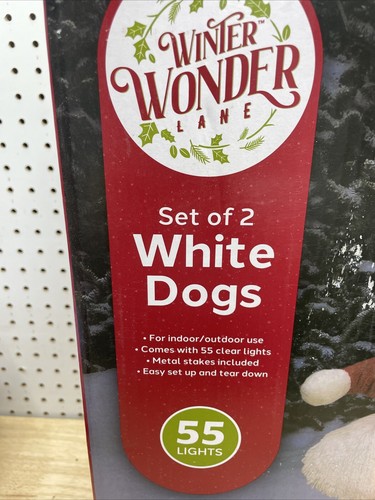 WINTER™
WONDER
LANE
Set of 2
White
Dogs
• For indoor/outdoor use
• Comes with 55 clear lights
• Metal stakes included
• Easy set up and tear down
55
LIGHTS